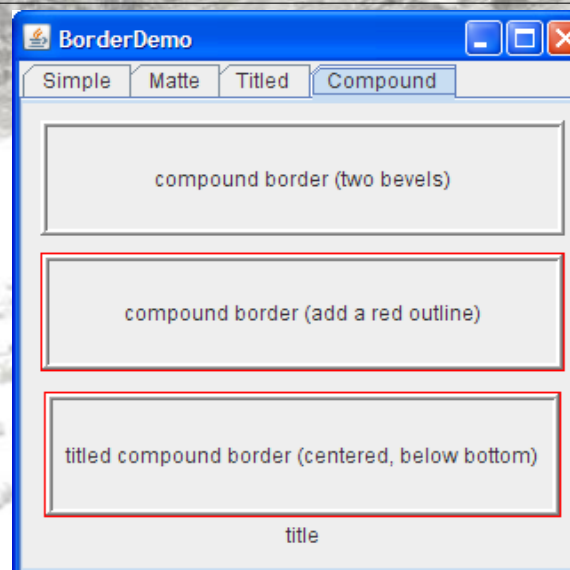 BorderDemo
Simple Matte Titled Compound
compound border (two bevels)
compound border (add a red outline)
titled compound border (centered, below bottom)
title